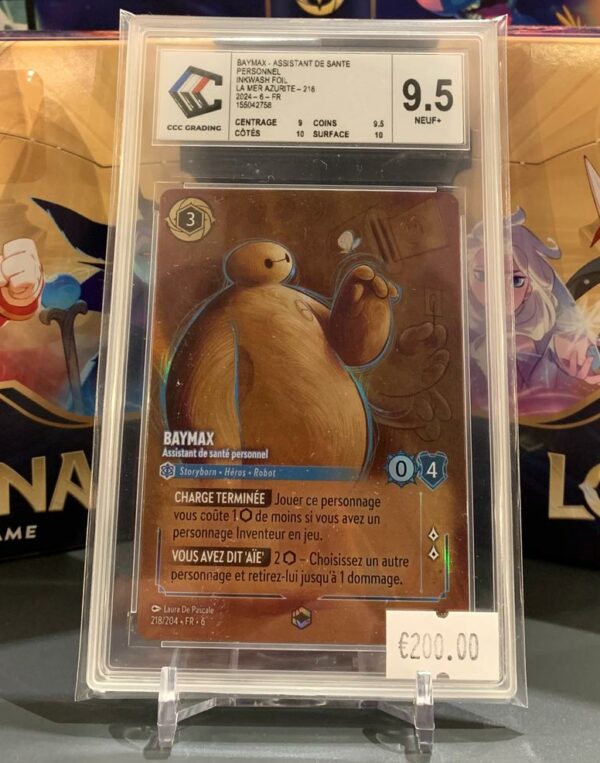 CCC GRADING
BAYMAX - ASSISTANT DE SANTE
PERSONNEL
INKWASH FOIL
LA MER AZURITE - 218
2024 - 6 - FR
155042758
CENTRAGE 9 COINS 9.5
CÔTÉS 10 SURFACE 10
9.5
NEUF+
3
BAYMAX
Assistant de santé personnel
Storyborn • Héros • Robot
0 4
CHARGE TERMINÉE Jouer ce personnage
vous coûte 1 de moins si vous avez un
personnage Inventeur en jeu.
VOUS AVEZ DIT 'AÏE' 2 – Choisissez un autre
personnage et retirez-lui jusqu'à 1 dommage.
Laura De Pascale
218/204 • FR • 6
€200.00
NA
AME
LO